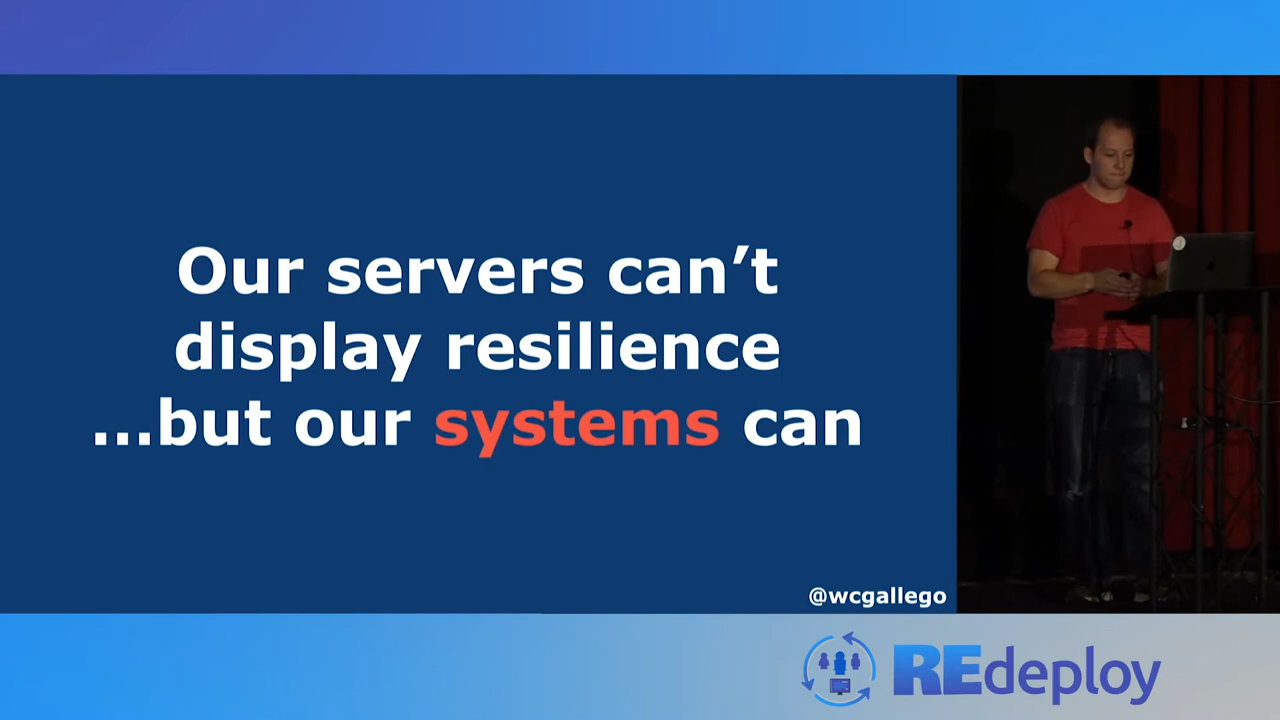 Our servers can’t
display resilience
...but our systems can
@wcgallego
REdeploy